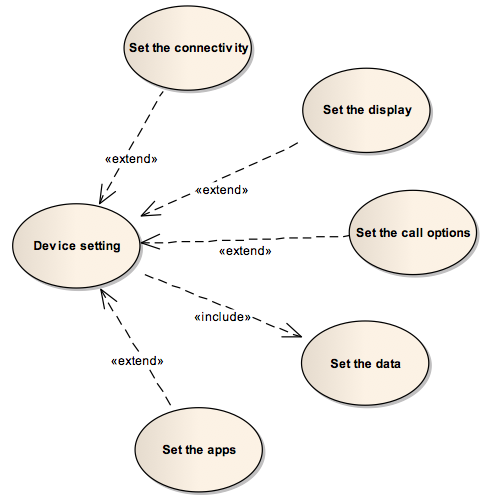 Set the connectivity
Set the display
«extend»
«extend»
Set the call options
Device setting
«extend»
«include»
«extend»
Set the data
Set the apps